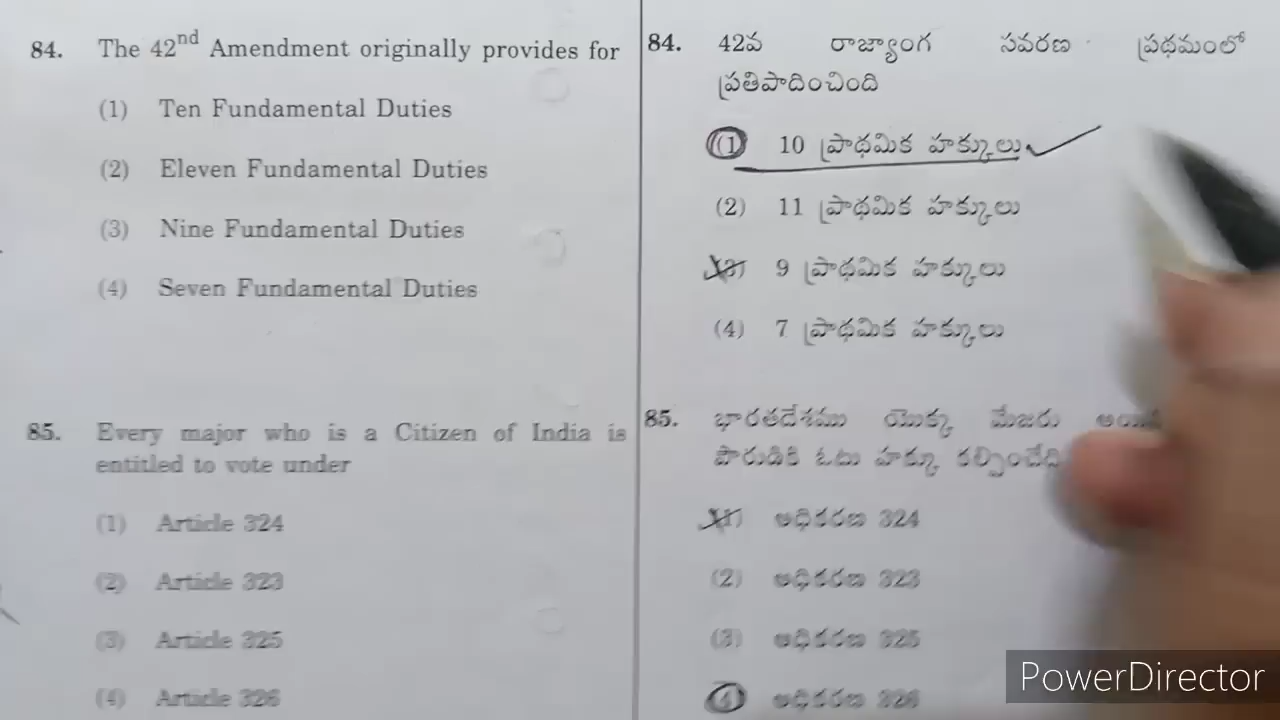 84. The 42nd Amendment originally provides for
(1) Ten Fundamental Duties
(2) Eleven Fundamental Duties
(3) Nine Fundamental Duties
(4) Seven Fundamental Duties
85. Every major who is a Citizen of India is
entitled to vote under
(1) Article 324
(2) Article 323
(3) Article 325
(4) Article 326
84. 42వ రాజ్యాంగ సవరణ ప్రథమంలో
ప్రతిపాదించింది
(1) 10 ప్రాథమిక హక్కులు
(2) 11 ప్రాథమిక హక్కులు
(3) 9 ప్రాథమిక హక్కులు
(4) 7 ప్రాథమిక హక్కులు
85. భారతదేశము యొక్క మేజరు
పౌరుడికి ఓటు హక్కు కల్పించేది
(1) అధికరణ 324
(2) అధికరణ 323
(3) అధికరణ 325
(4) అధికరణ 326
PowerDirector